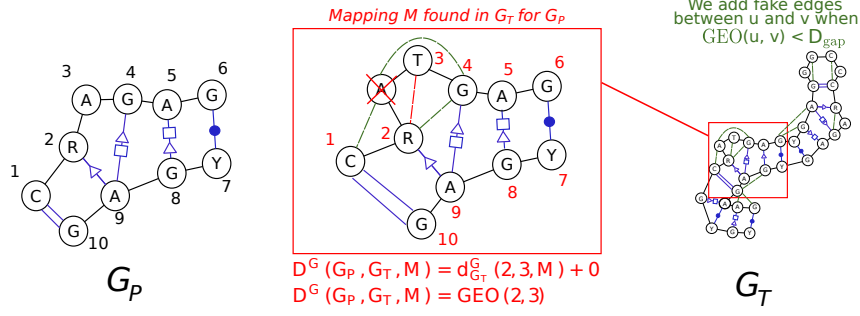 Mapping M found in G_T for G_P
We add fake edges
between u and v when
GEO(u, v) < D_gap
3 4 5 6
A G A G
2 R
1 C
A 9
G 8
Y 7
G 10
A T 3 G 4 A 5 G 6
1 C
2 R
A 9
G 8
Y 7
G 10
G_P
D^G (G_P , G_T , M) = d^G_{G_T} (2, 3, M) + 0
D^G (G_P , G_T , M) = GEO (2, 3)
G_T